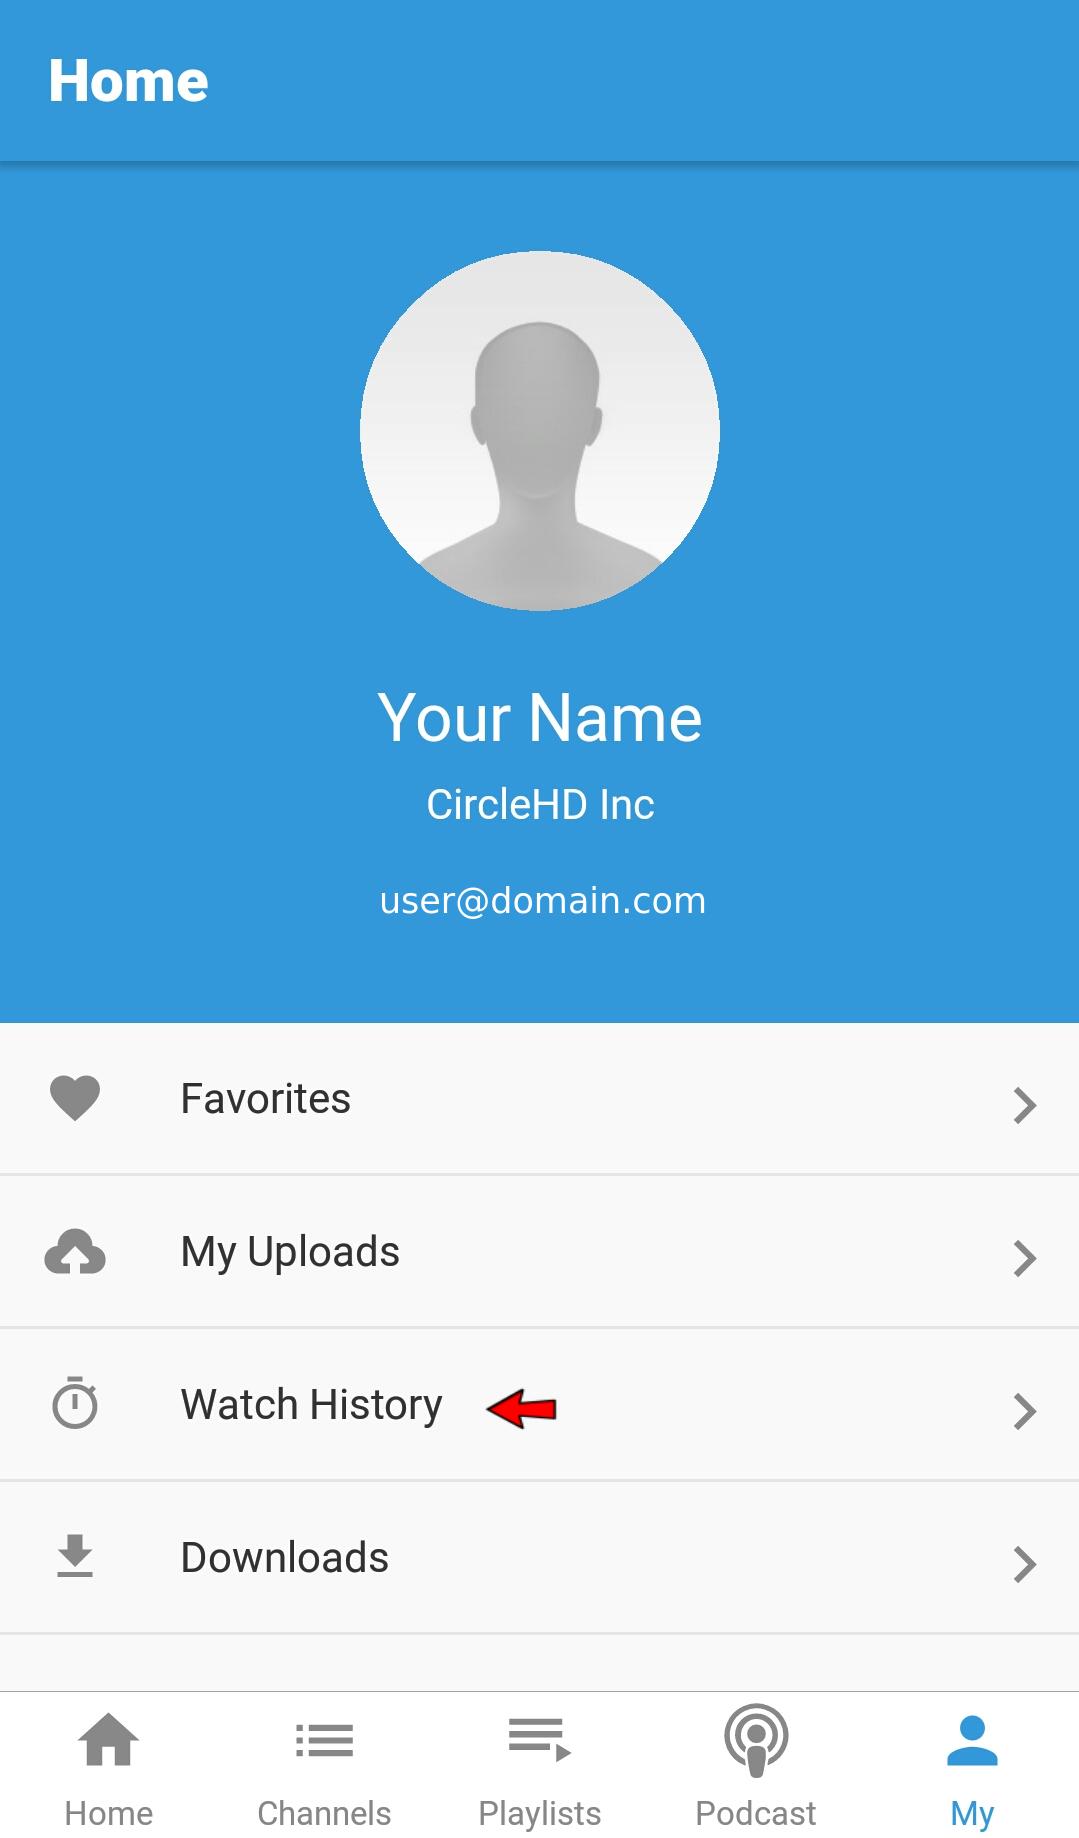 Home
Your Name
CircleHD Inc
user@domain.com
Favorites
My Uploads
Watch History
Downloads
Home
Channels
Playlists
Podcast
My